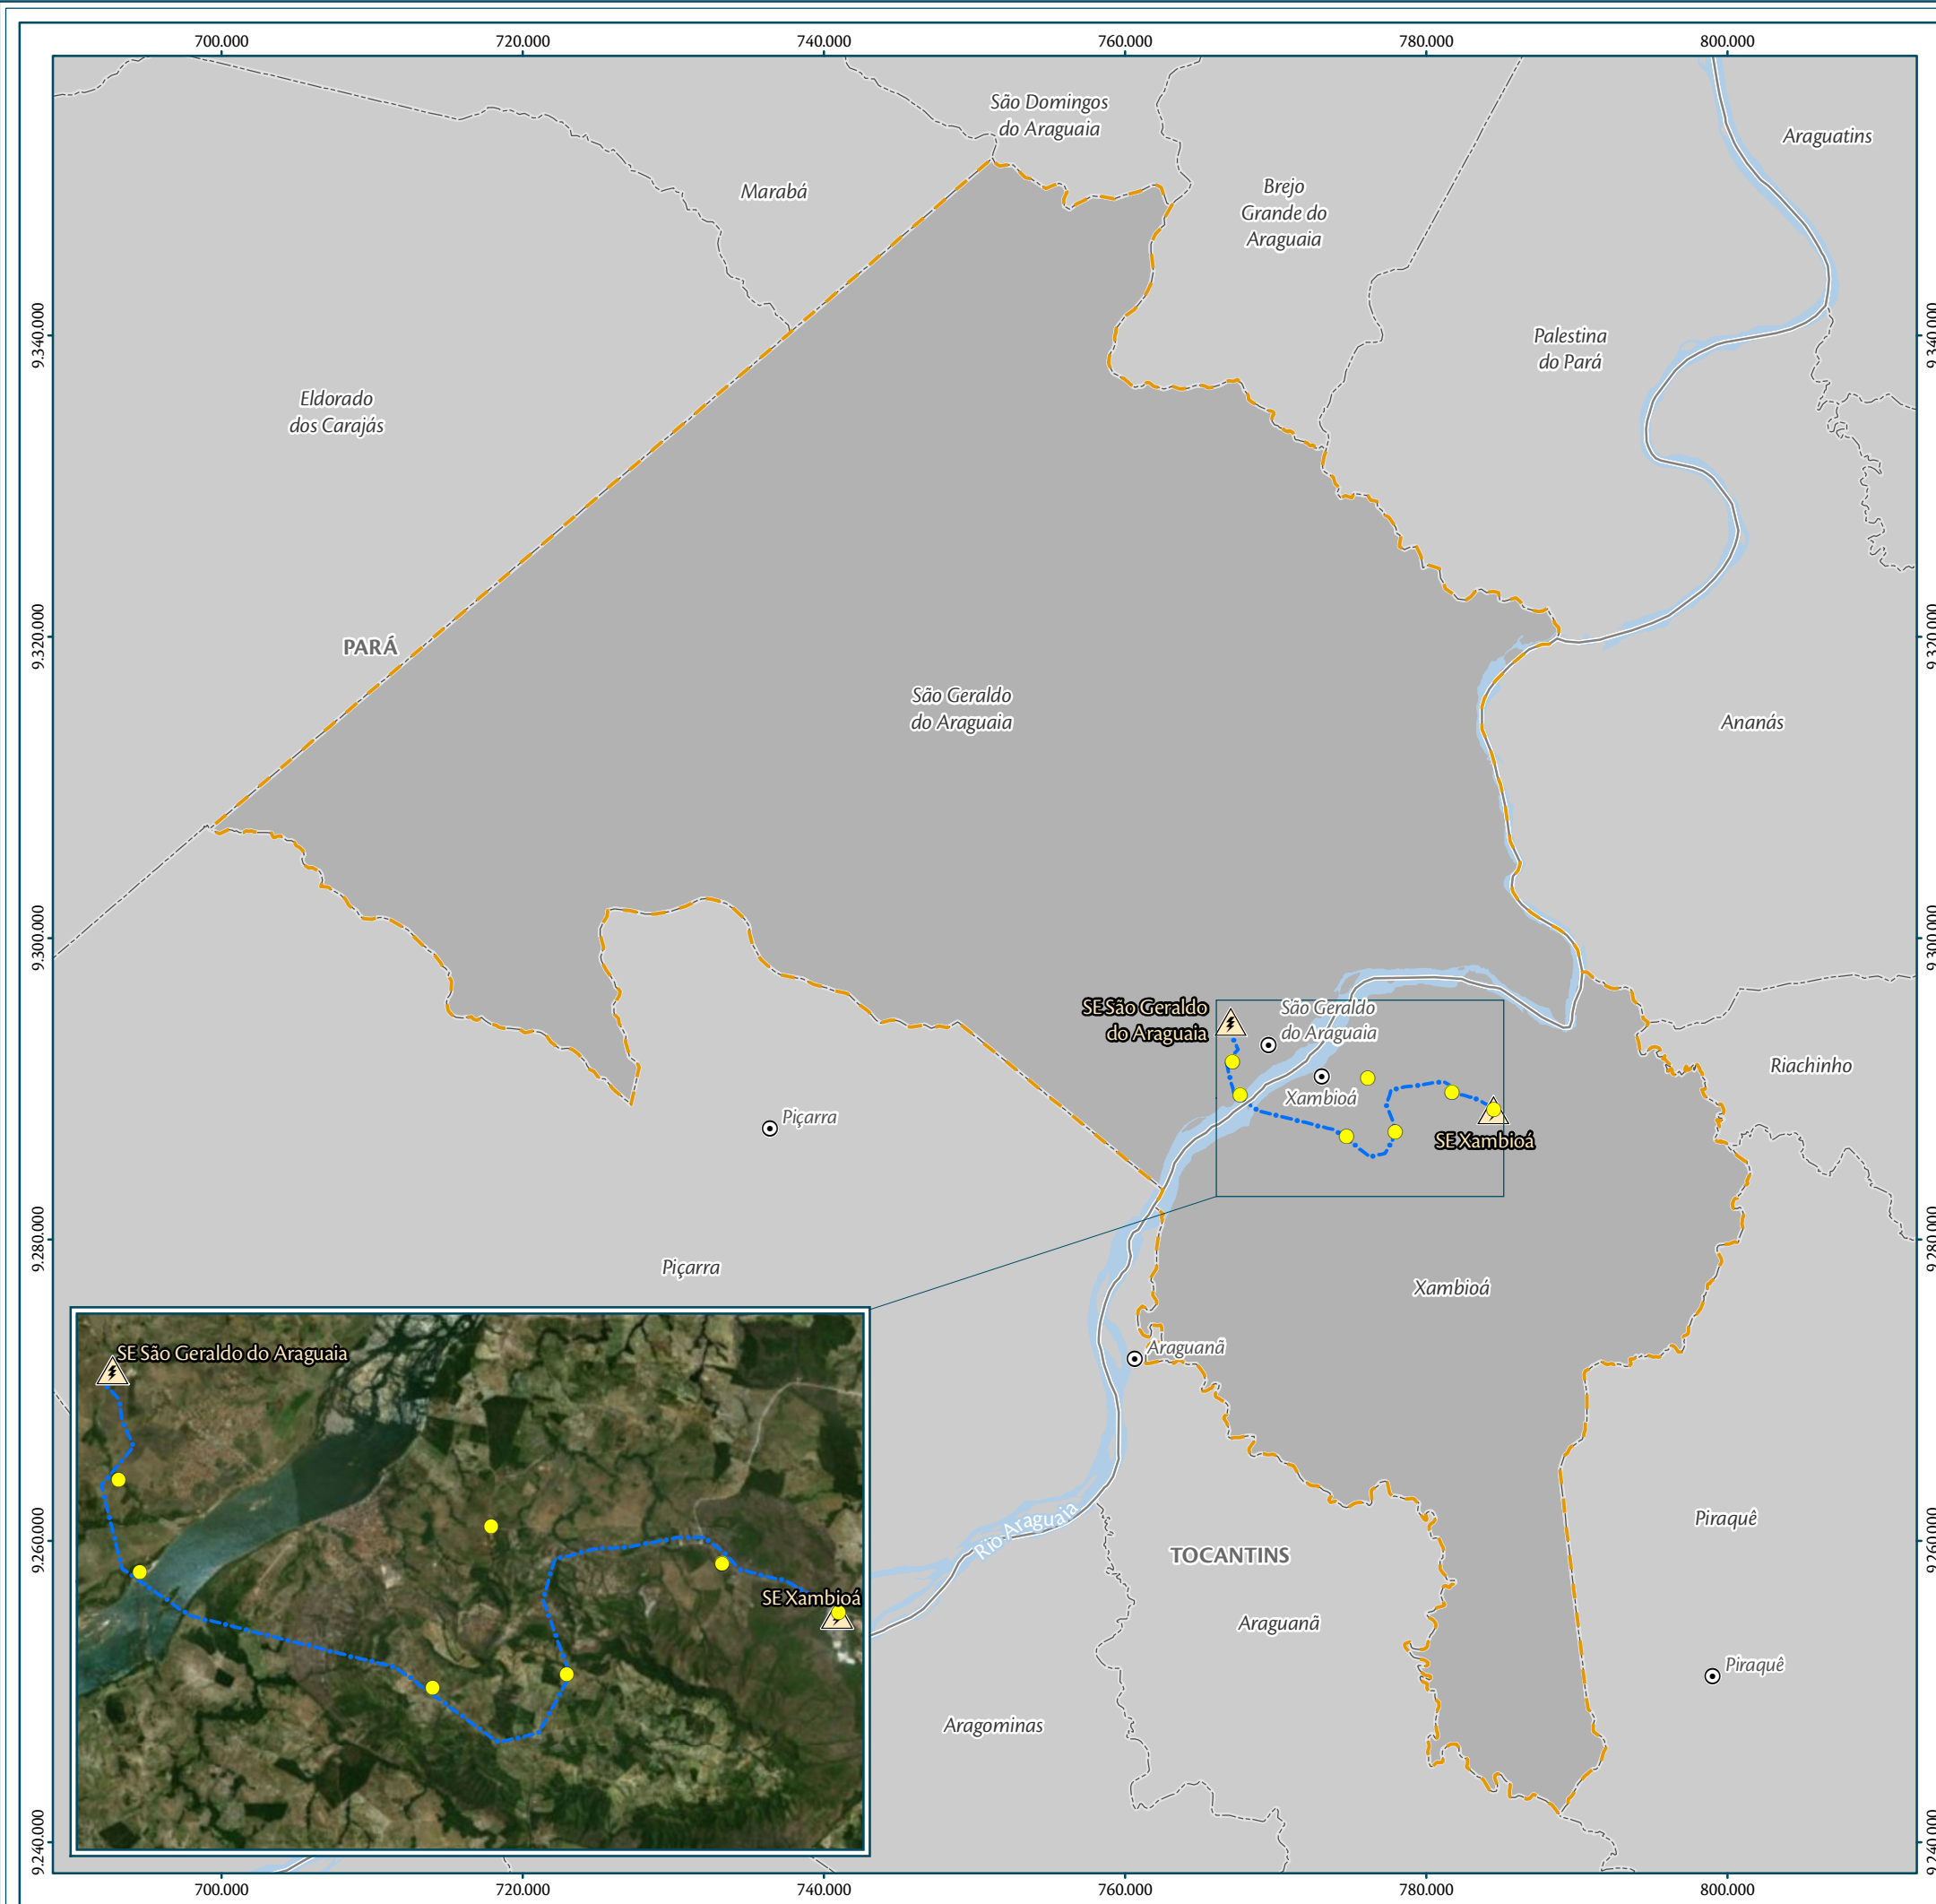 700.000
720.000
740.000
760.000
780.000
800.000
São Domingos
do Araguaia
Araguatins
Marabá
Brejo
Grande do
Araguaia
9.340.000
9.340.000
Palestina
do Pará
Eldorado
dos Carajás
9.320.000
9.320.000
PARÁ
São Geraldo
do Araguaia
Ananás
9.300.000
9.300.000
SE São Geraldo
do Araguaia
São Geraldo
do Araguaia
Riachinho
Xambioá
Piçarra
SE Xambioá
9.280.000
9.280.000
Piçarra
Xambioá
Araguanã
SE São Geraldo do Araguaia
SE Xambioá
Rio Araguaia
9.260.000
9.260.000
Piraquê
TOCANTINS
Araguanã
Piraquê
Aragominas
9.240.000
9.240.000
700.000
720.000
740.000
760.000
780.000
800.000